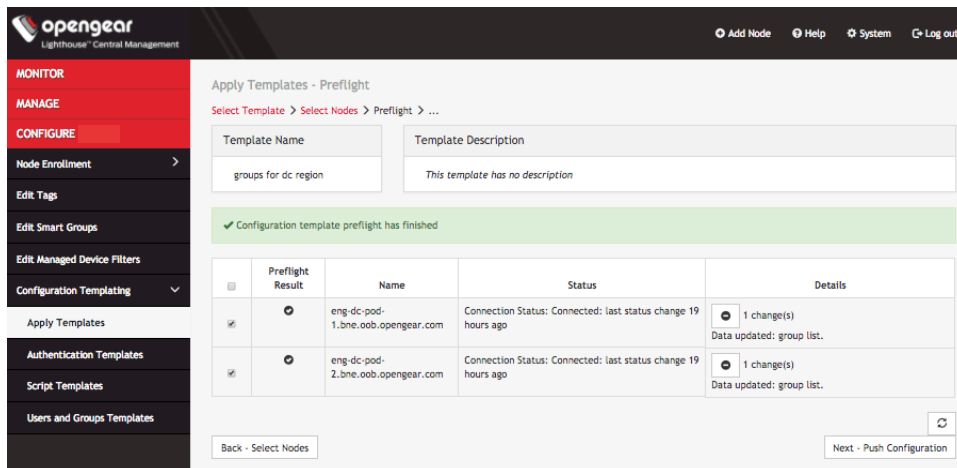 opengear
Lighthouse™ Central Management
Add Node Help System Log out
MONITOR
MANAGE
CONFIGURE
Node Enrollment
Edit Tags
Edit Smart Groups
Edit Managed Device Filters
Configuration Templating
Apply Templates
Authentication Templates
Script Templates
Users and Groups Templates
Apply Templates - Preflight
Select Template > Select Nodes > Preflight > ...
Template Name
groups for dc region
Template Description
This template has no description
Configuration template preflight has finished
Preflight
Result
Name
Status
Details
eng-dc-pod-
1.bne.oob.opengear.com
Connection Status: Connected: last status change 19
hours ago
1 change(s)
Data updated: group list.
eng-dc-pod-
2.bne.oob.opengear.com
Connection Status: Connected: last status change 19
hours ago
1 change(s)
Data updated: group list.
Back - Select Nodes
Next - Push Configuration